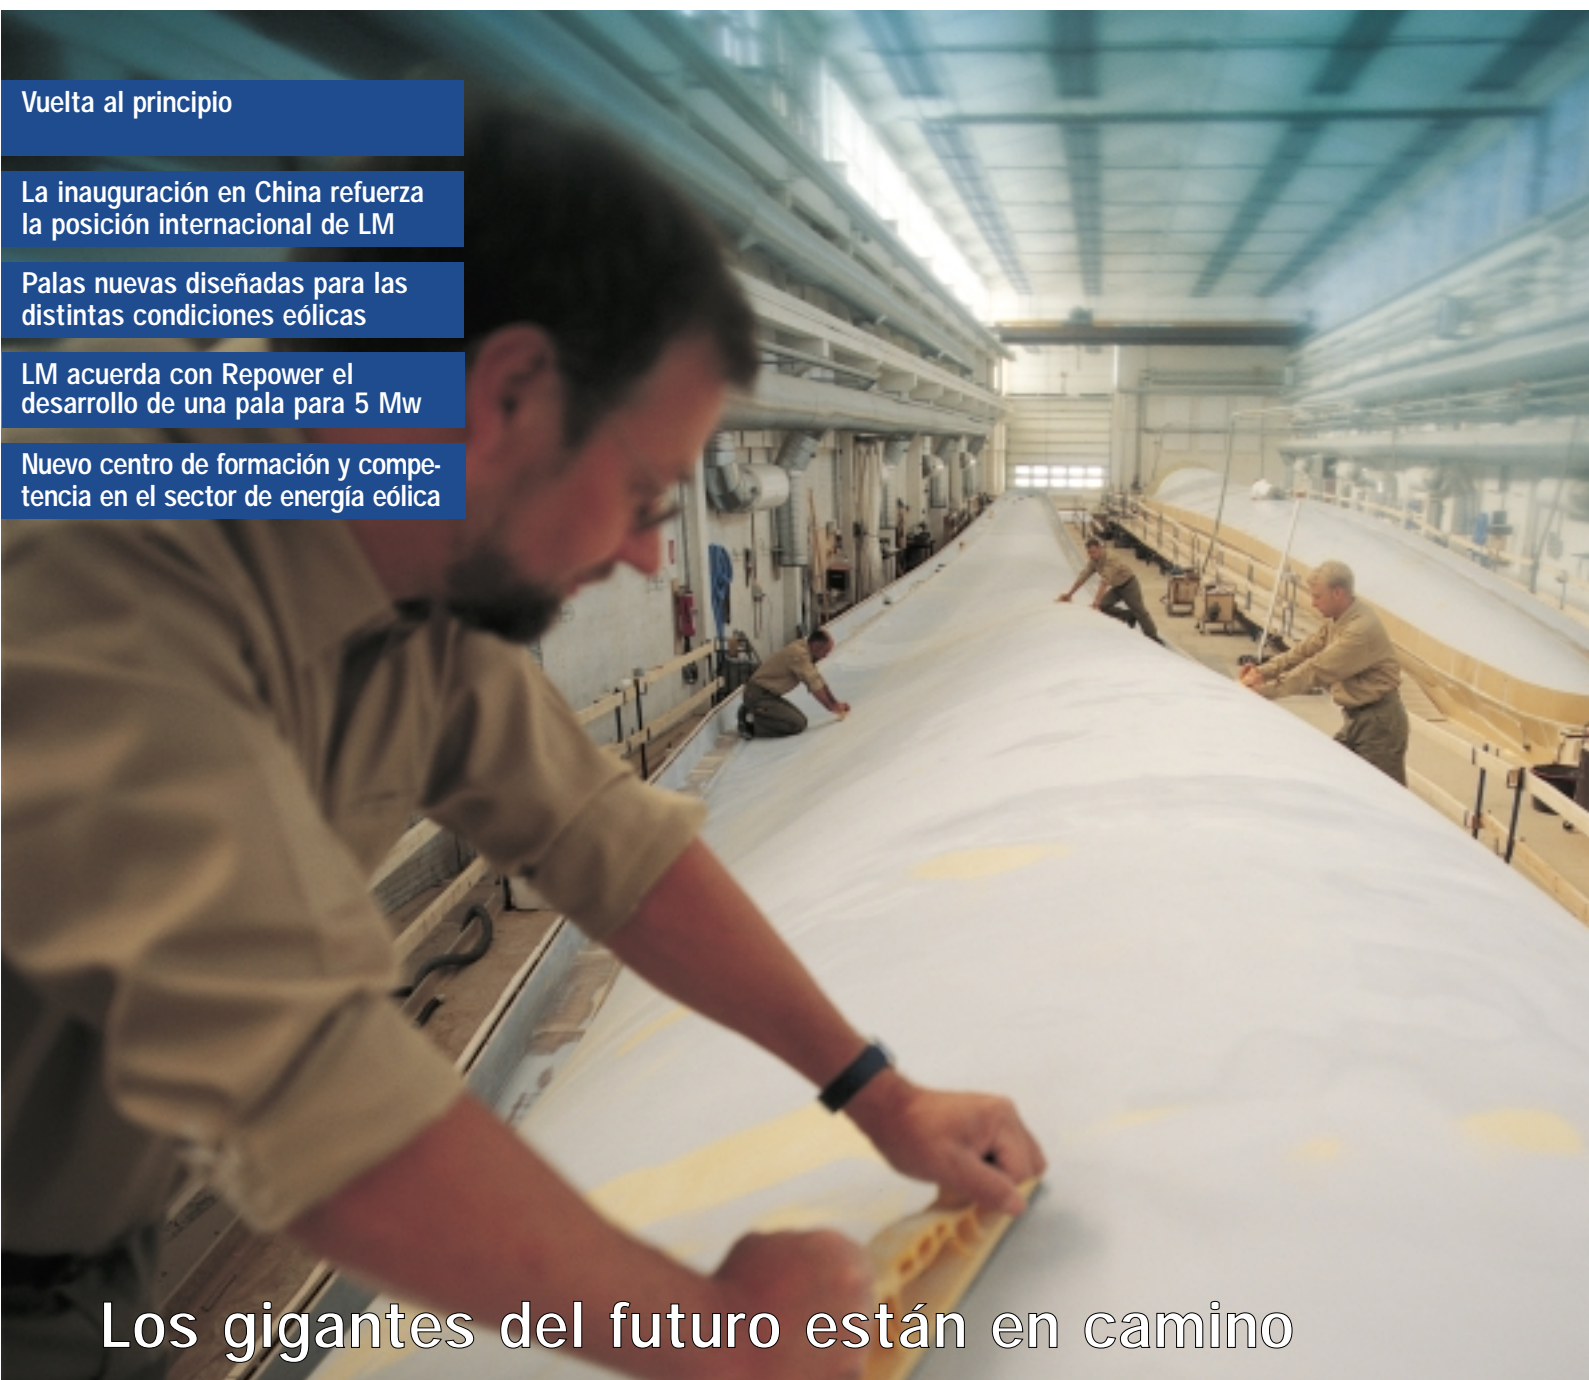 Vuelta al principio
La inauguración en China refuerza
la posición internacional de LM
Palas nuevas diseñadas para las
distintas condiciones eólicas
LM acuerda con Repower el
desarrollo de una pala para 5 Mw
Nuevo centro de formación y compe-
tencia en el sector de energía eólica
Los gigantes del futuro están en camino